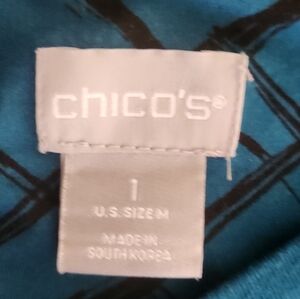 chico's®
1
U.S. SIZE M
MADE IN
SOUTH KOREA